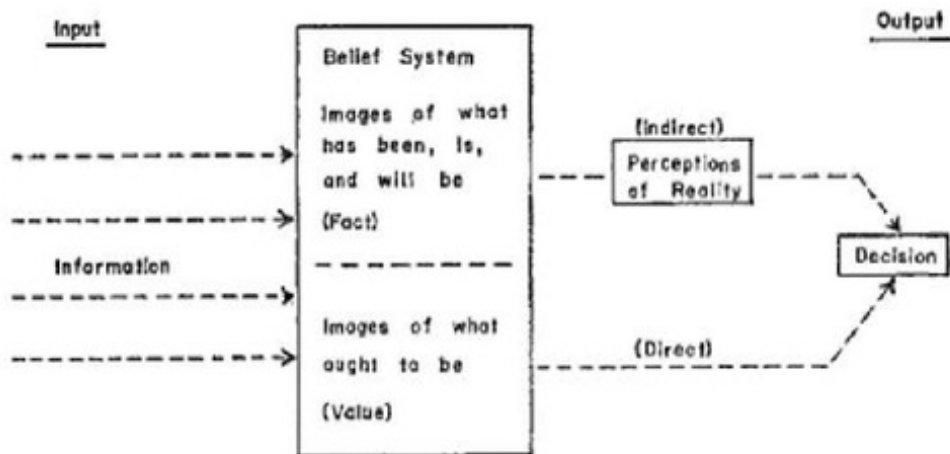 Input
Output
Belief System
Images of what
has been, is,
and will be
(Fact)
(Indirect)
Perceptions
of Reality
Information
Decision
Images of what
ought to be
(Value)
(Direct)